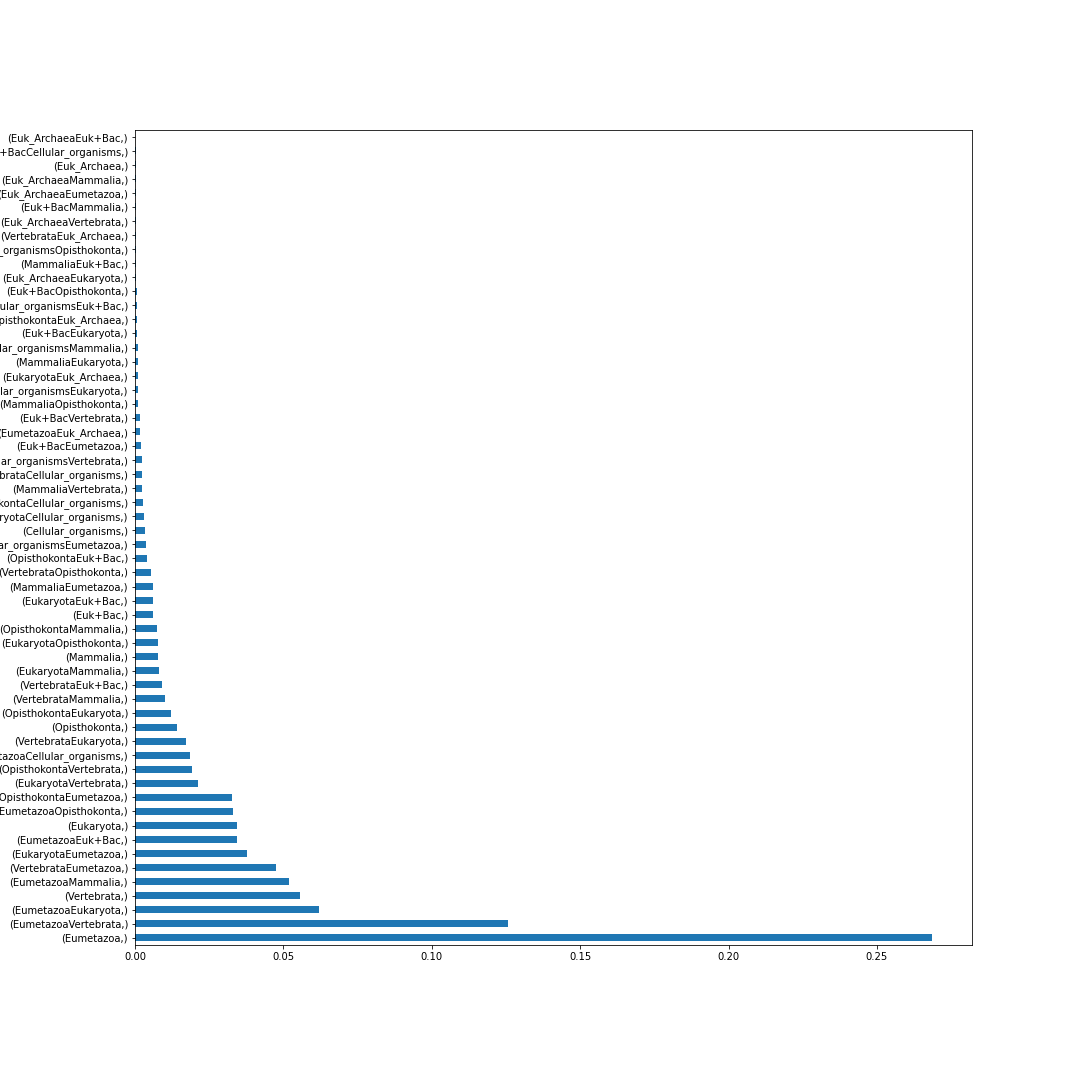 (Euk_ArchaeaEuk+Bac,)
+BacCellular_organisms,)
(Euk_Archaea,)
(Euk_ArchaeaMammalia,)
(Euk_ArchaeaEumetazoa,)
(Euk+BacMammalia,)
(Euk_ArchaeaVertebrata,)
(VertebrataEuk_Archaea,)
_organismsOpisthokonta,)
(MammaliaEuk+Bac,)
(Euk_ArchaeaEukaryota,)
(Euk+BacOpisthokonta,)
ular_organismsEuk+Bac,)
pisthokontaEuk_Archaea,)
(Euk+BacEukaryota,)
lar_organismsMammalia,)
(MammaliaEukaryota,)
(EukaryotaEuk_Archaea,)
lar_organismsEukaryota,)
(MammaliaOpisthokonta,)
(Euk+BacVertebrata,)
(EumetazoaEuk_Archaea,)
(Euk+BacEumetazoa,)
ar_organismsVertebrata,)
brataCellular_organisms,)
(MammaliaVertebrata,)
kontaCellular_organisms,)
ryotaCellular_organisms,)
(Cellular_organisms,)
ar_organismsEumetazoa,)
(OpisthokontaEuk+Bac,)
(VertebrataOpisthokonta,)
(MammaliaEumetazoa,)
(EukaryotaEuk+Bac,)
(Euk+Bac,)
(OpisthokontaMammalia,)
(EukaryotaOpisthokonta,)
(Mammalia,)
(EukaryotaMammalia,)
(VertebrataEuk+Bac,)
(VertebrataMammalia,)
(OpisthokontaEukaryota,)
(Opisthokonta,)
(VertebrataEukaryota,)
tazoaCellular_organisms,)
(OpisthokontaVertebrata,)
(EukaryotaVertebrata,)
OpisthokontaEumetazoa,)
EumetazoaOpisthokonta,)
(Eukaryota,)
(EumetazoaEuk+Bac,)
(EukaryotaEumetazoa,)
(VertebrataEumetazoa,)
(EumetazoaMammalia,)
(Vertebrata,)
(EumetazoaEukaryota,)
(EumetazoaVertebrata,)
(Eumetazoa,)
0.00 0.05 0.10 0.15 0.20 0.25